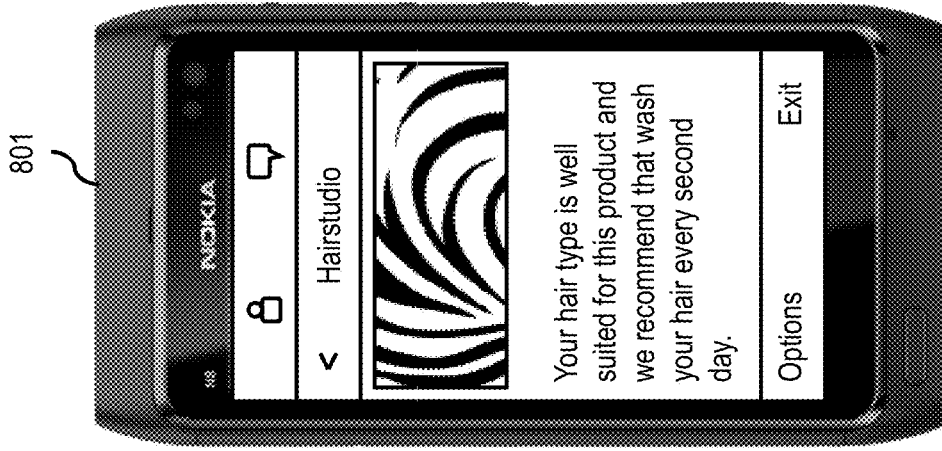 801
NOKIA
< Hairstudio
Your hair type is well
suited for this product and
we recommend that wash
your hair every second
day.
Options Exit